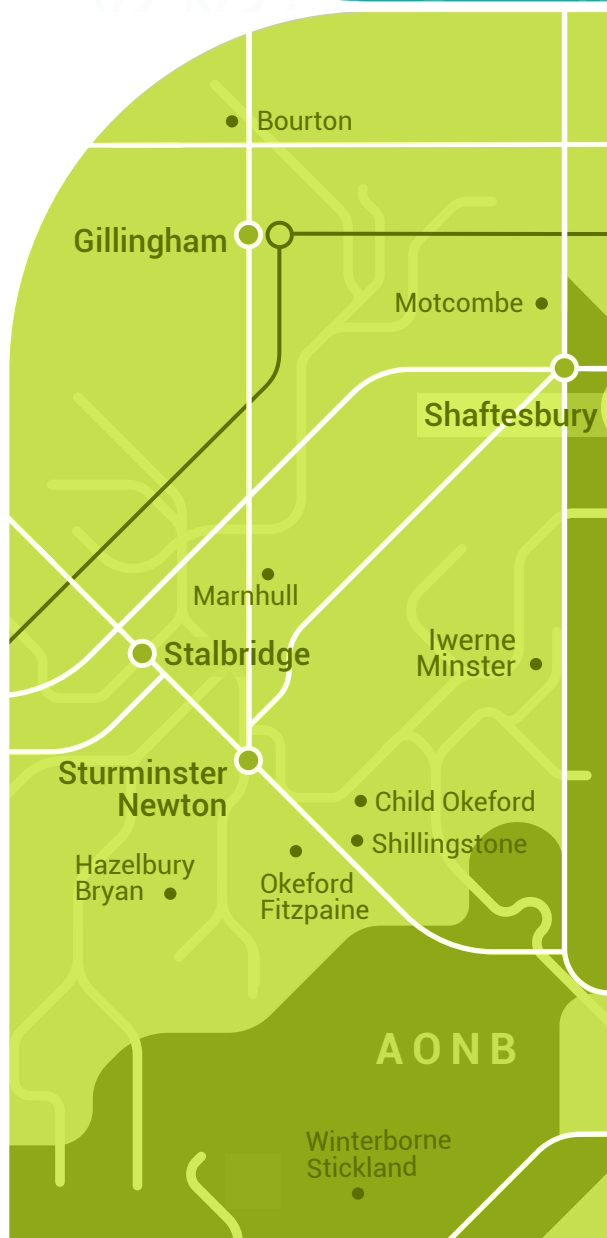 Bourton
Gillingham
Motcombe
Shaftesbury
Marnhull
Stalbridge
Iwerne
Minster
Sturminster
Newton
Child Okeford
Shillingstone
Hazelbury
Bryan
Okeford
Fitzpaine
AONB
Winterborne
Stickland